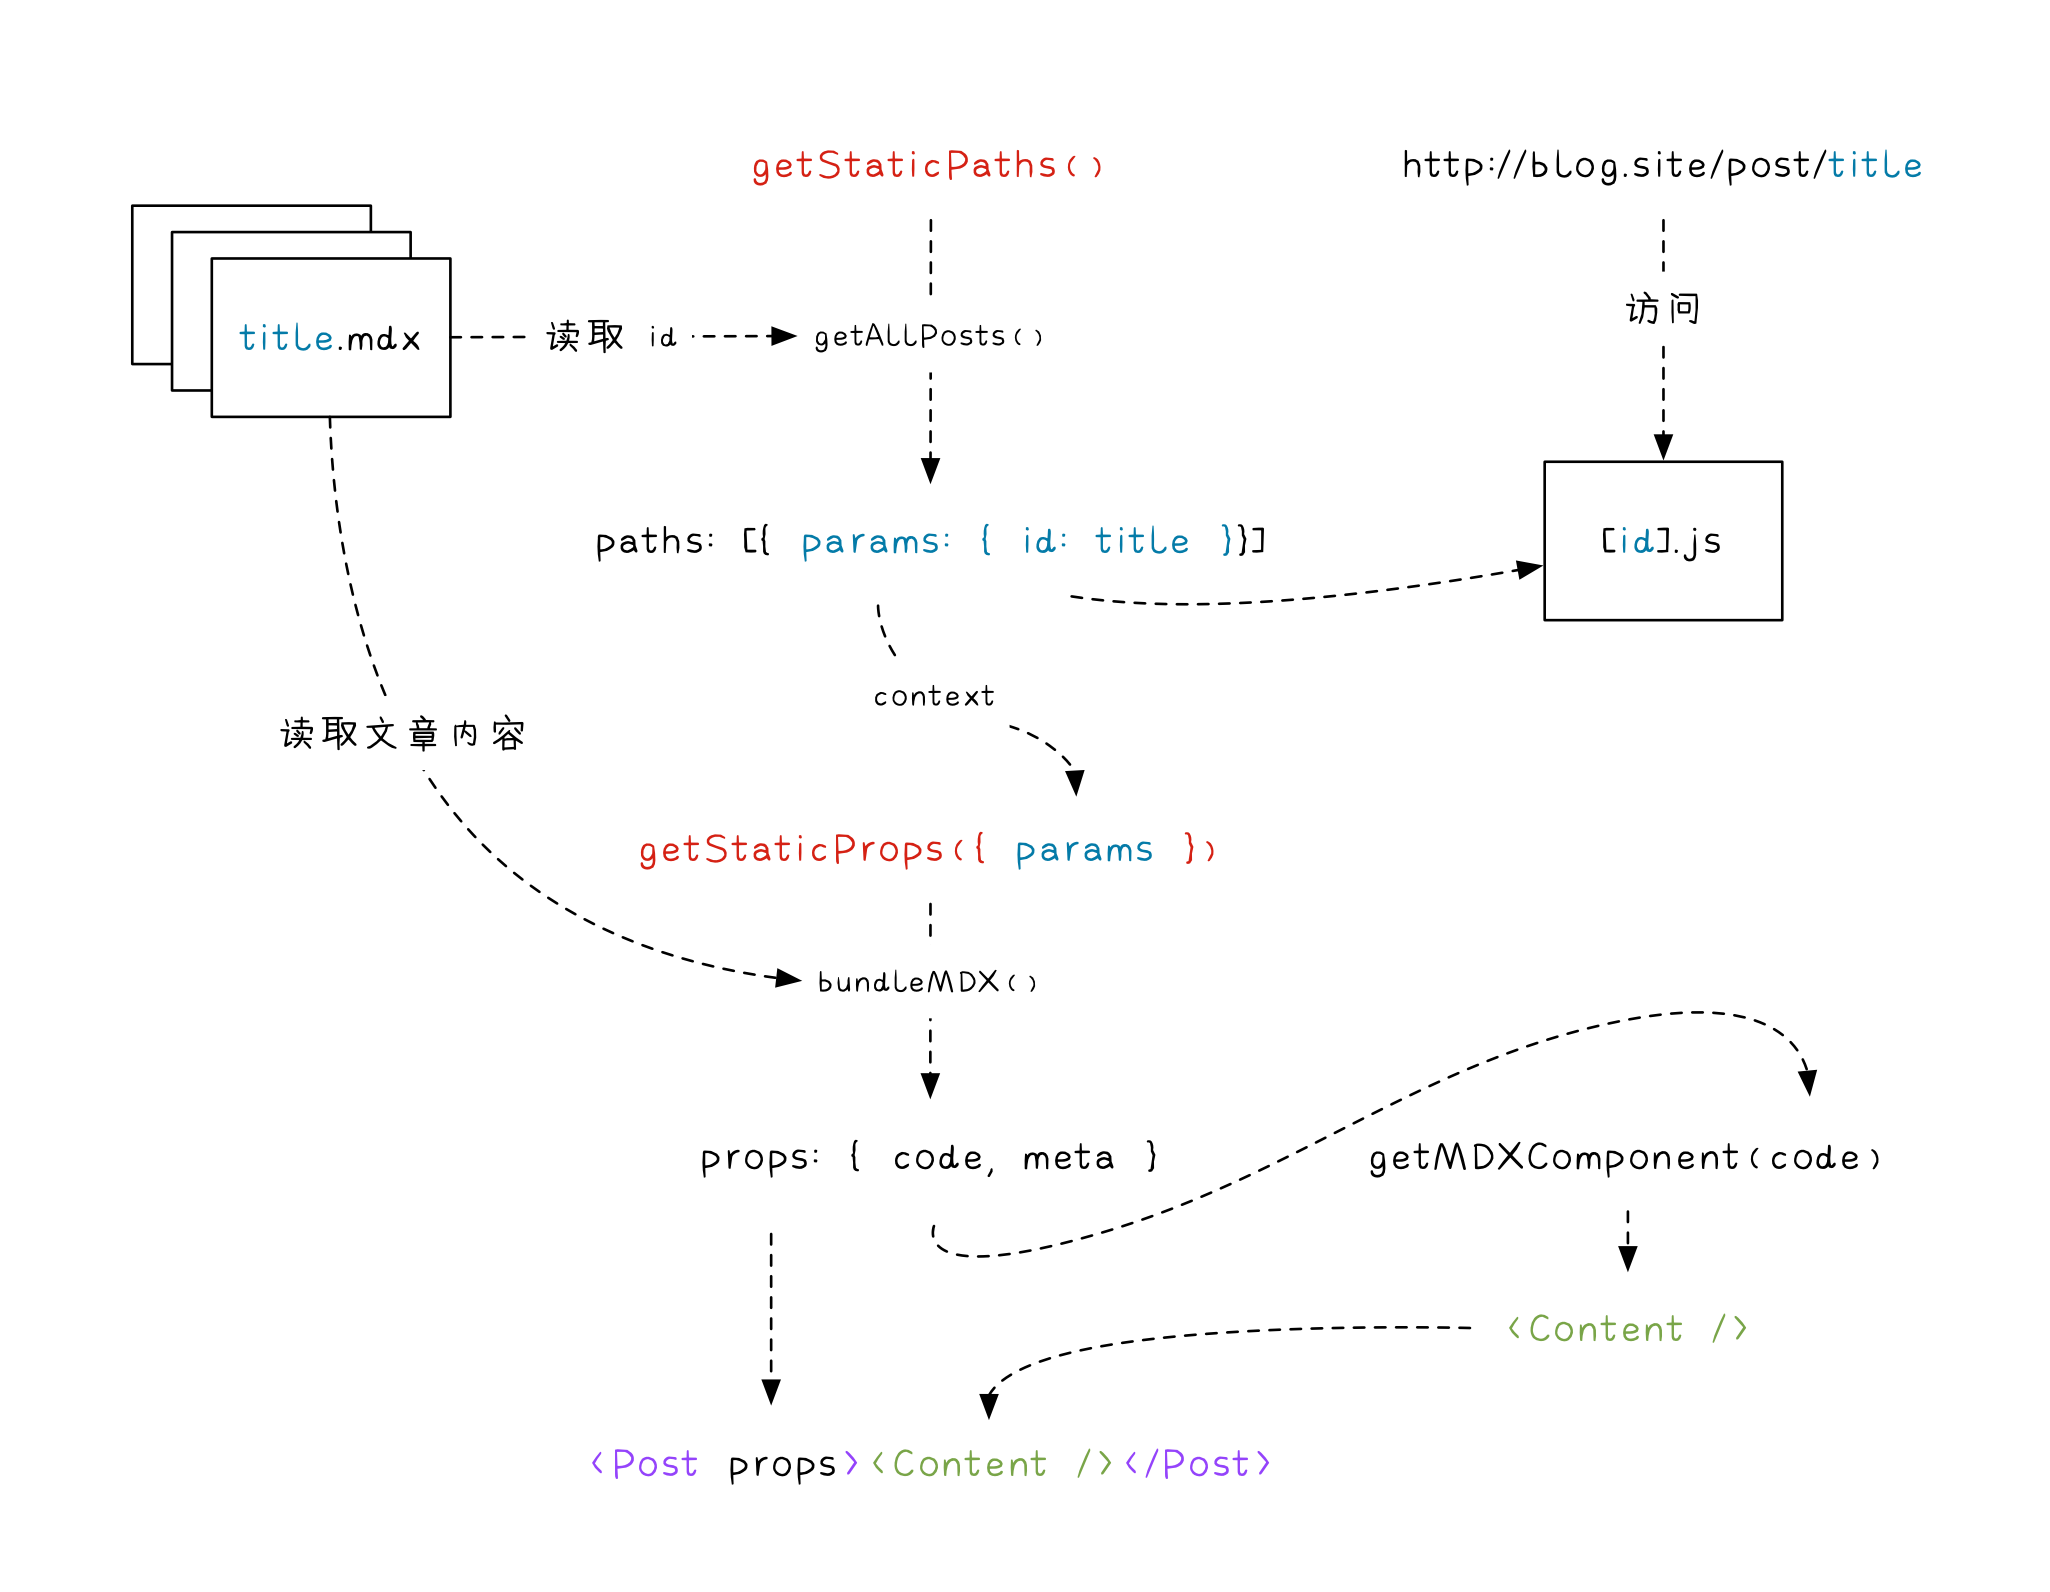 getStaticPaths()
http://blog.site/post/title
访问
title.mdx
读取 id
getAllPosts()
paths: [{ params: { id: title }}]
[id].js
context
读取文章内容
getStaticProps({ params })
bundleMDX()
props: { code, meta }
getMDXComponent(code)
<Content />
<Post props><Content /></Post>